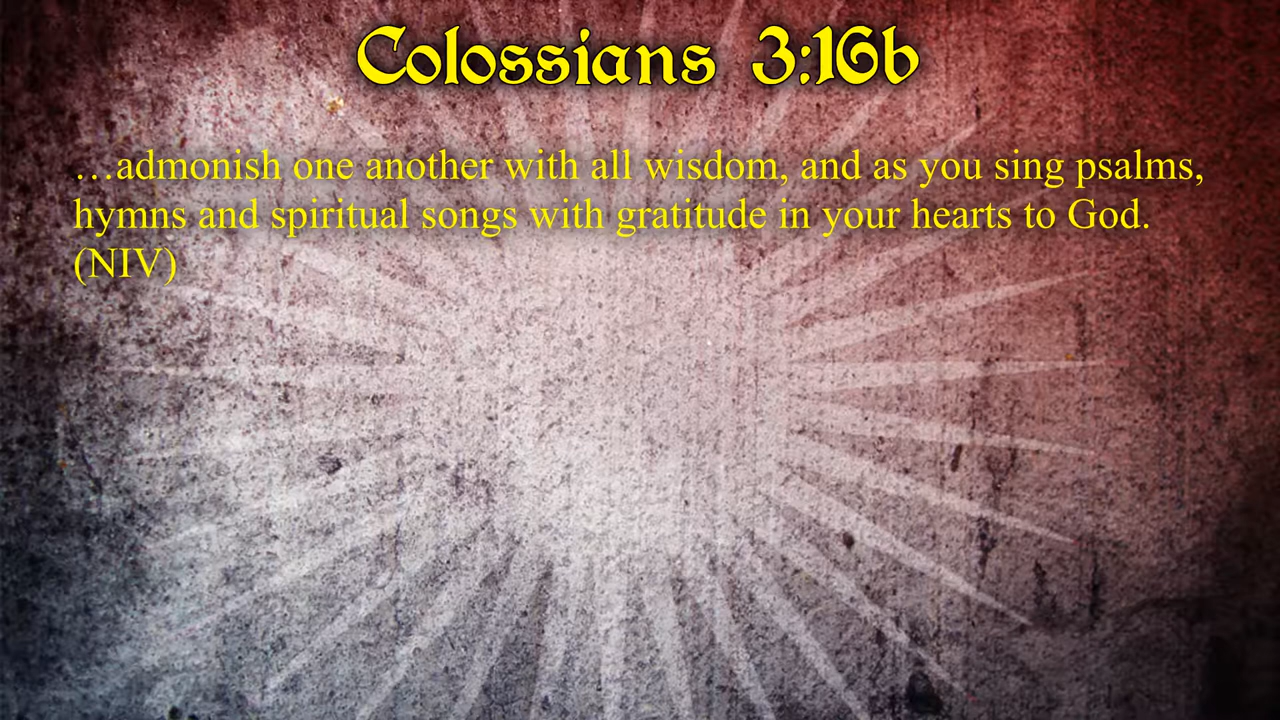 Colossians 3:16b
…admonish one another with all wisdom, and as you sing psalms,
hymns and spiritual songs with gratitude in your hearts to God.
(NIV)